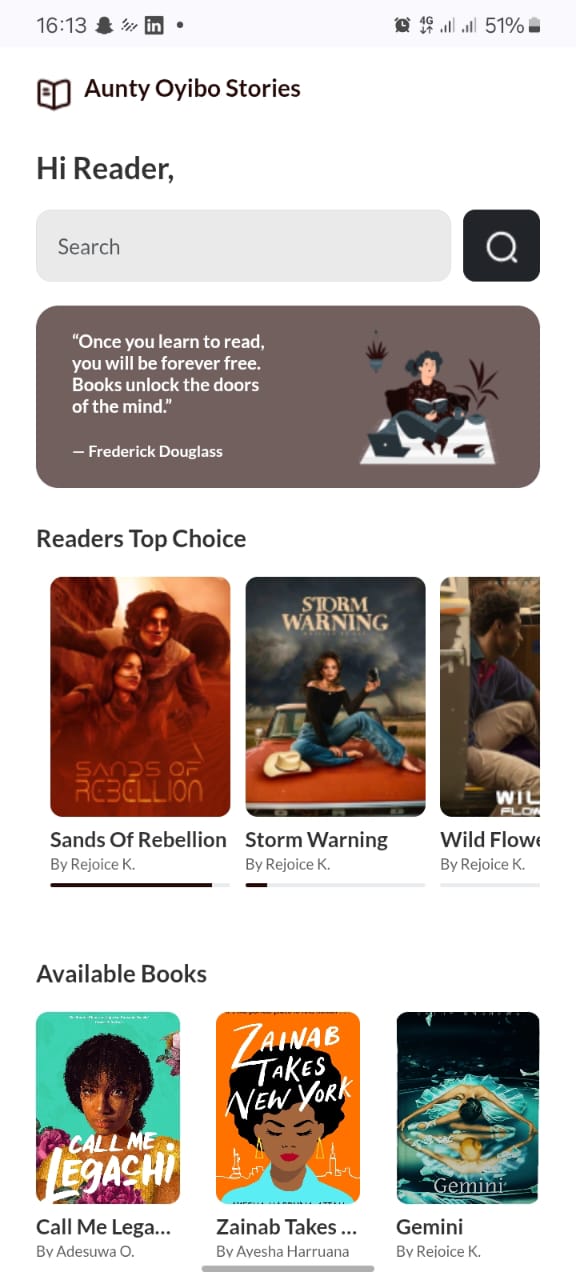 16:13
4G
51%
Aunty Oyibo Stories
Hi Reader,
Search
“Once you learn to read,
you will be forever free.
Books unlock the doors
of the mind.”
— Frederick Douglass
Readers Top Choice
STORM
WARNING
WIL
FLOW
SANDS OF
REBELLION
Sands Of Rebellion
Storm Warning
Wild Flowe
By Rejoice K.
By Rejoice K.
By Rejoice K.
Available Books
CALL ME
LEGACHI
ZAINAB
TAKES
NEW YORK
Gemini
Call Me Lega...
Zainab Takes ...
Gemini
By Adesuwa O.
By Ayesha Harruana
By Rejoice K.